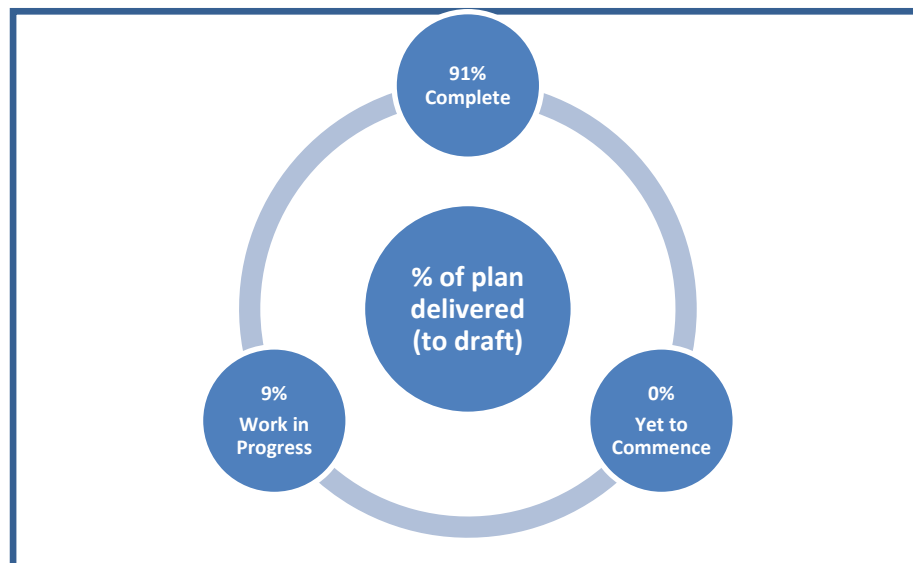 91%
Complete
% of plan
delivered
(to draft)
9%
Work in
Progress
0%
Yet to
Commence